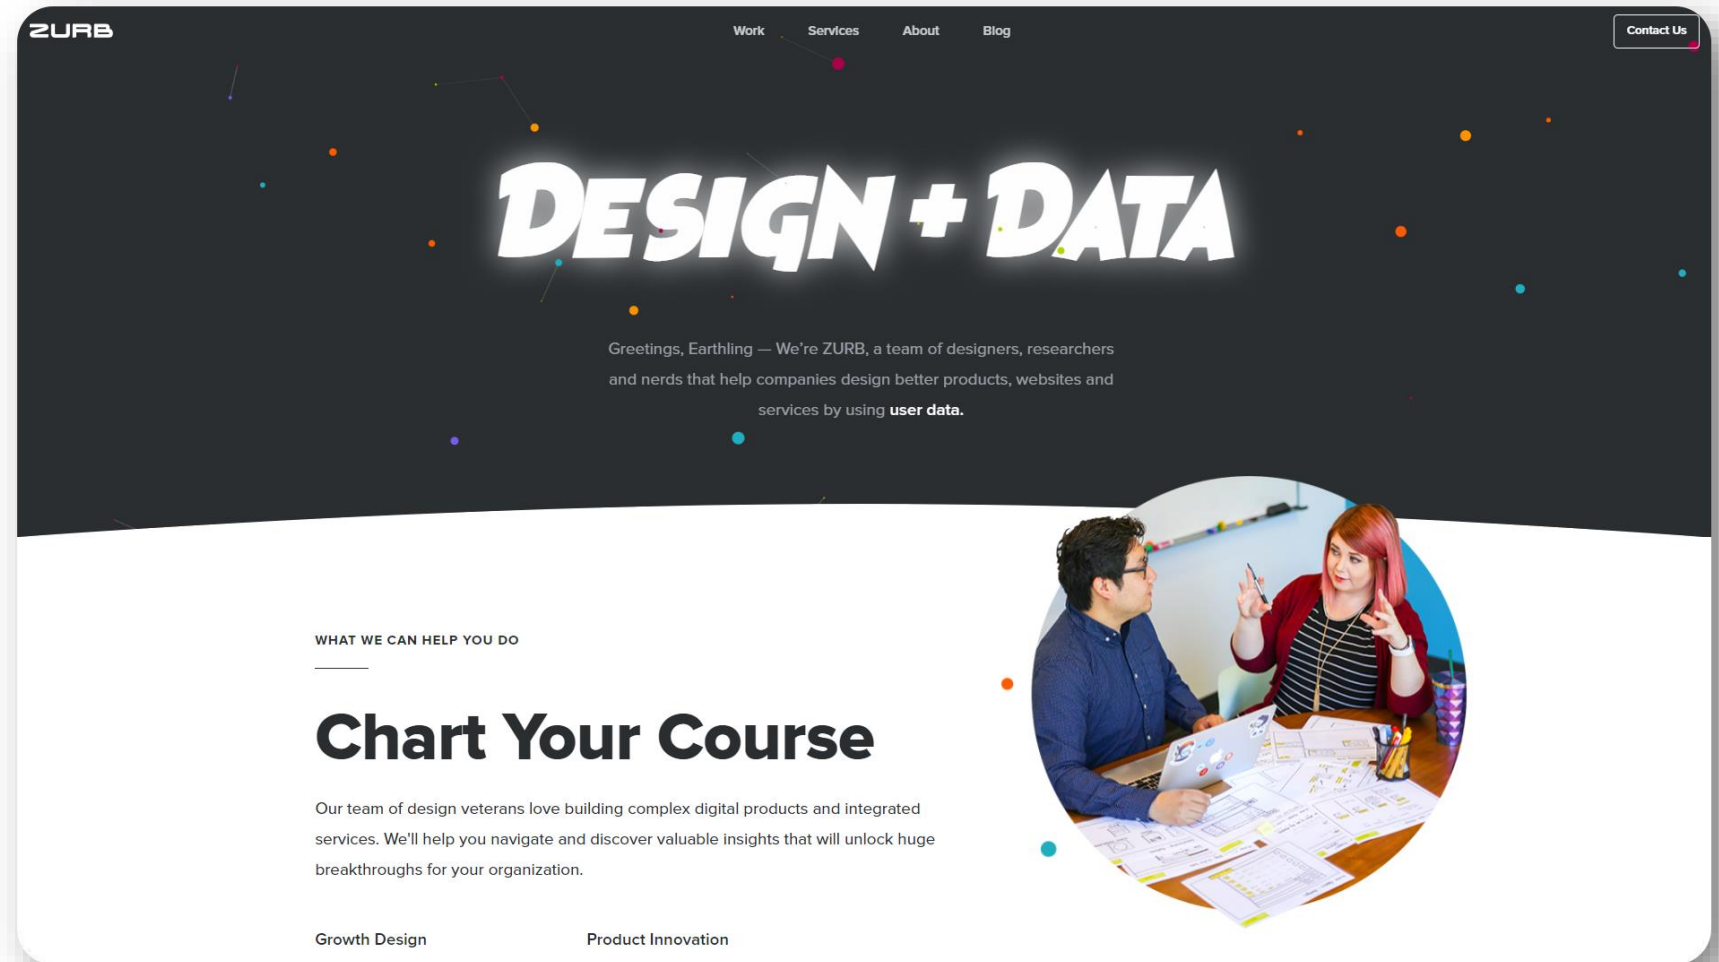 ZURB
Work
Services
About
Blog
Contact Us
DESIGN + DATA
Greetings, Earthling — We’re ZURB, a team of designers, researchers
and nerds that help companies design better products, websites and
services by using user data.
WHAT WE CAN HELP YOU DO
Chart Your Course
Our team of design veterans love building complex digital products and integrated
services. We'll help you navigate and discover valuable insights that will unlock huge
breakthroughs for your organization.
Growth Design
Product Innovation